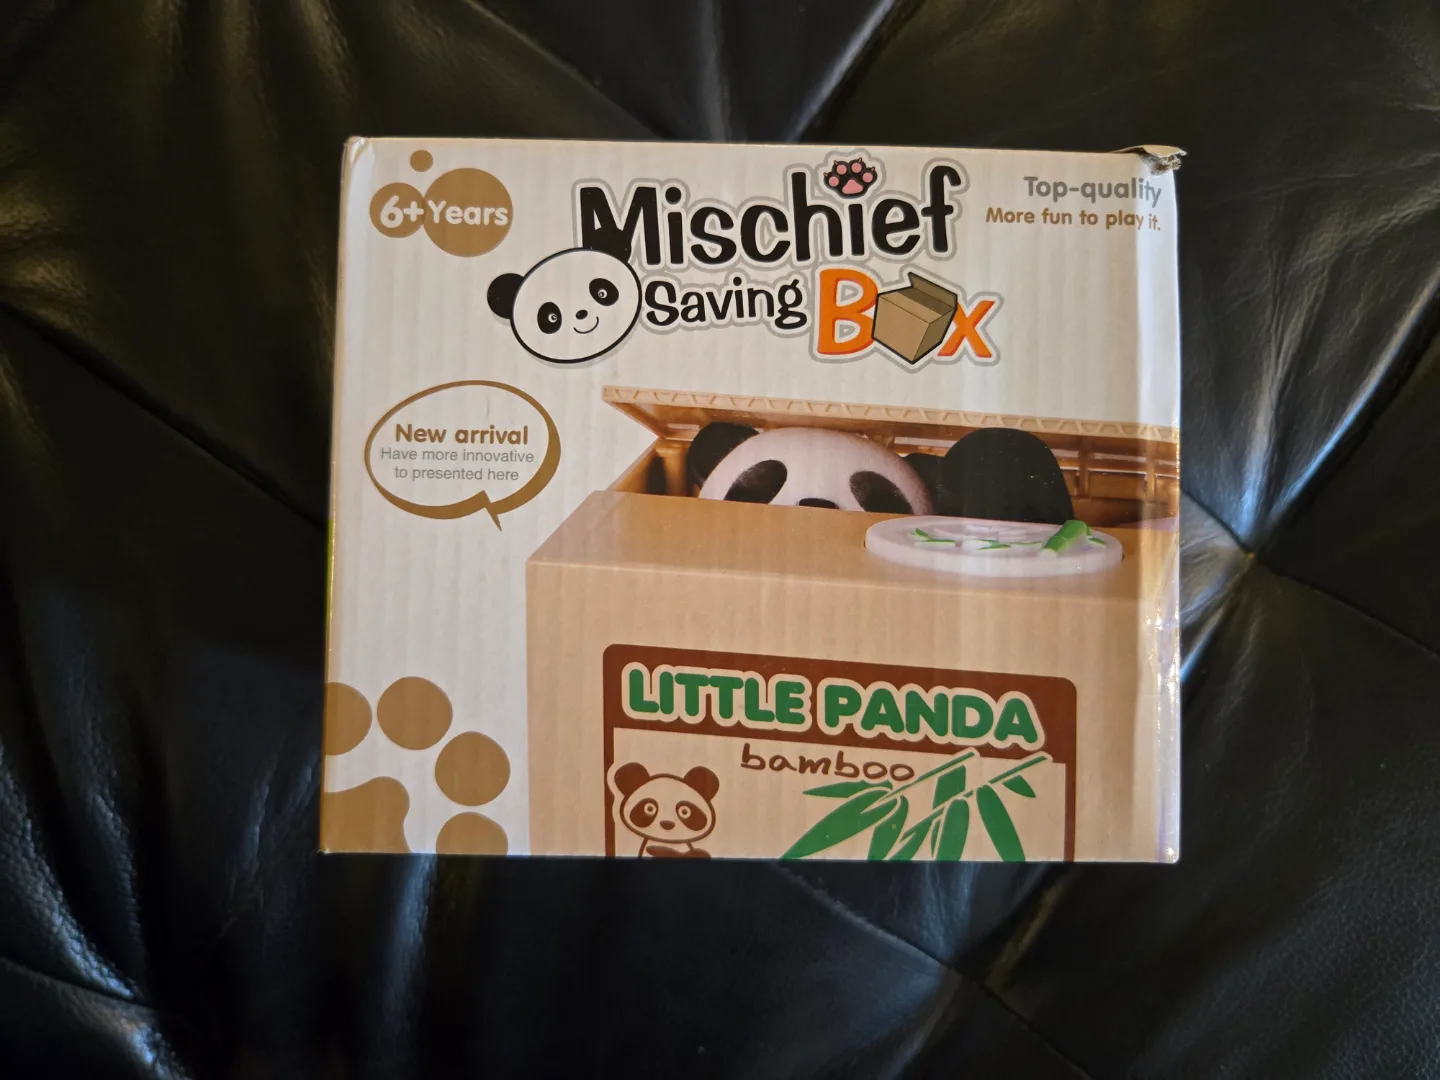 6+ Years
Mischief
Saving Box
Top-quality
More fun to play it.
New arrival
Have more innovative
to presented here
LITTLE PANDA
bamboo